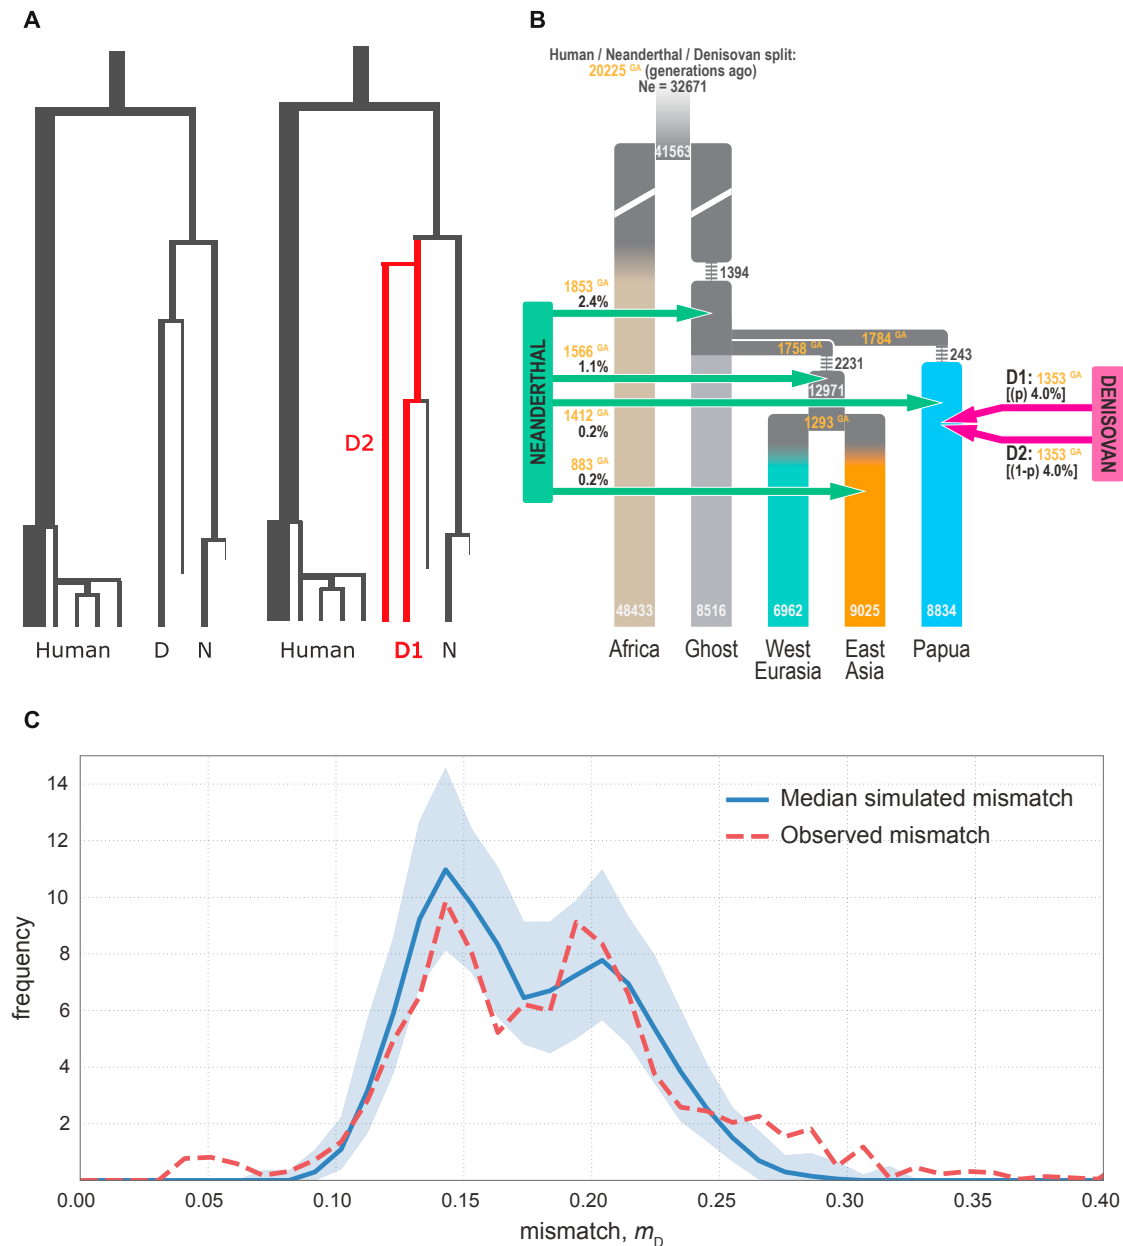 A
B
Human / Neanderthal / Denisovan split:
20225 GA (generations ago)
Ne = 32671
41563
1394
1853 GA
2.4%
1566 GA
1.1%
1412 GA
0.2%
883 GA
0.2%
NEANDERTHAL
1758 GA
1784 GA
2231
243
12971
1293 GA
D1: 1353 GA
[(p) 4.0%]
D2: 1353 GA
[(1-p) 4.0%]
DENISOVAN
48433
8516
6962
9025
8834
Africa
Ghost
West
Eurasia
East
Asia
Papua
D2
Human
D
N
Human
D1
N
C
14
12
10
8
6
4
2
frequency
Median simulated mismatch
Observed mismatch
0.00
0.05
0.10
0.15
0.20
0.25
0.30
0.35
0.40
mismatch, mD